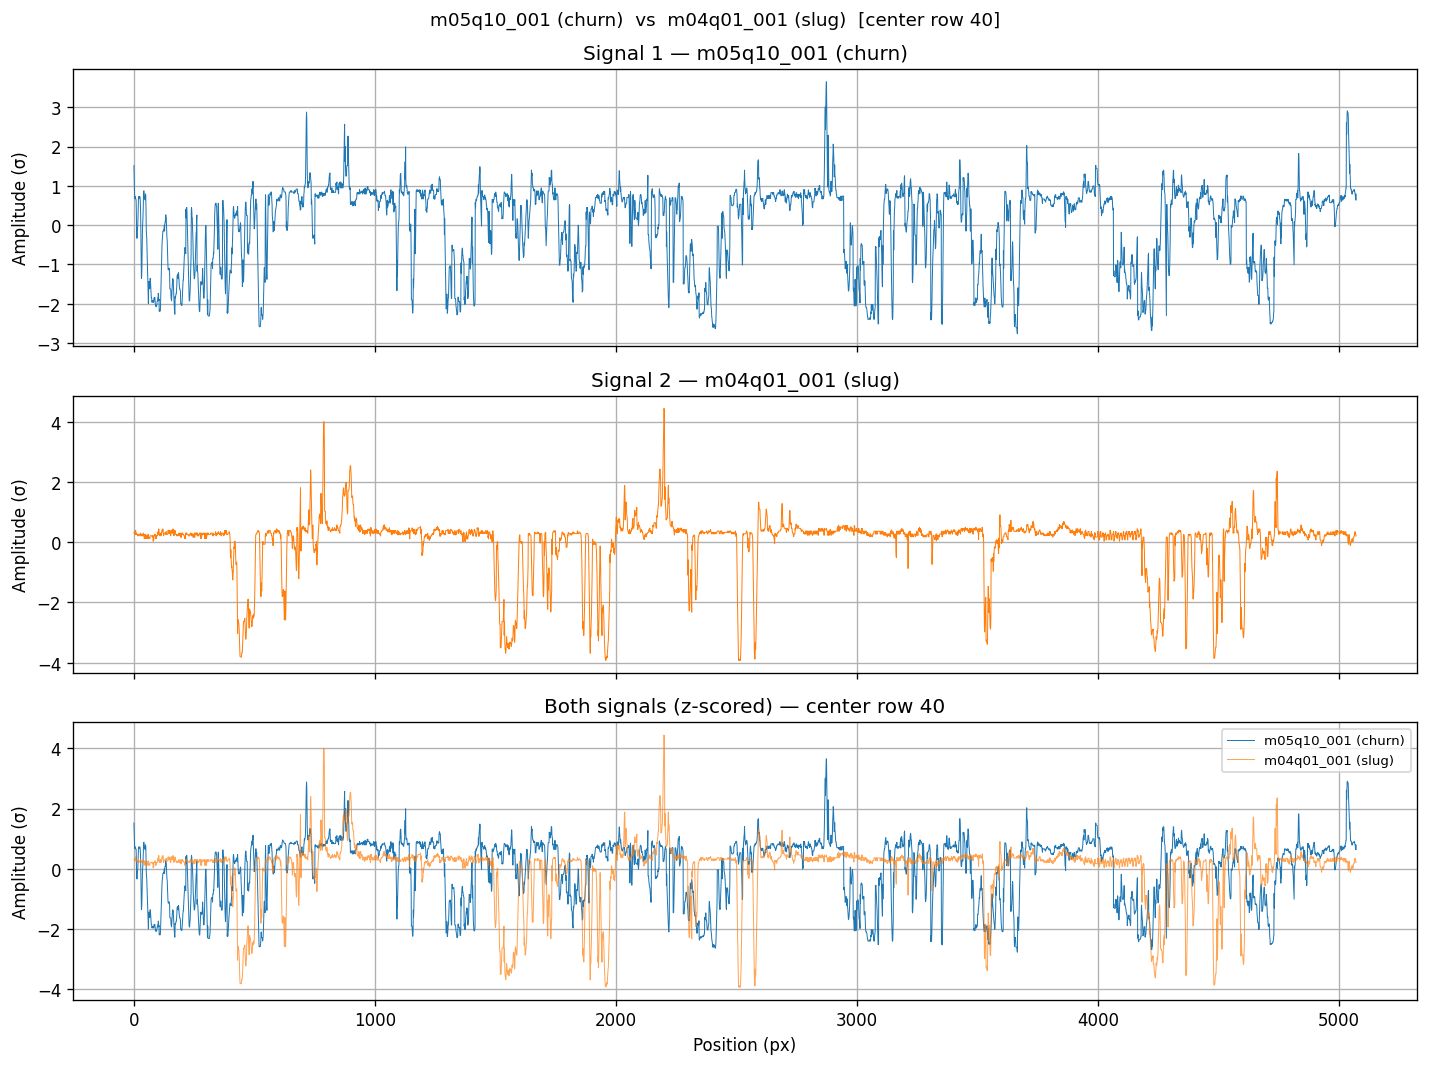 m05q10_001 (churn)  vs  m04q01_001 (slug)  [center row 40]
Signal 1 — m05q10_001 (churn)
Amplitude (σ)
3
2
1
0
−1
−2
−3
Signal 2 — m04q01_001 (slug)
Amplitude (σ)
4
2
0
−2
−4
Both signals (z-scored) — center row 40
Amplitude (σ)
4
2
0
−2
−4
m05q10_001 (churn)
m04q01_001 (slug)
0 1000 2000 3000 4000 5000
Position (px)